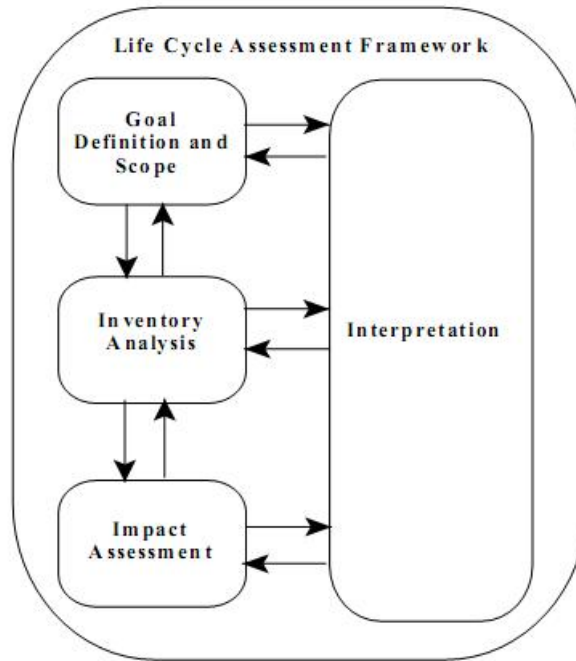 Life Cycle Assessment Framework
Goal
Definition and
Scope
Inventory
Analysis
Interpretation
Impact
Assessment